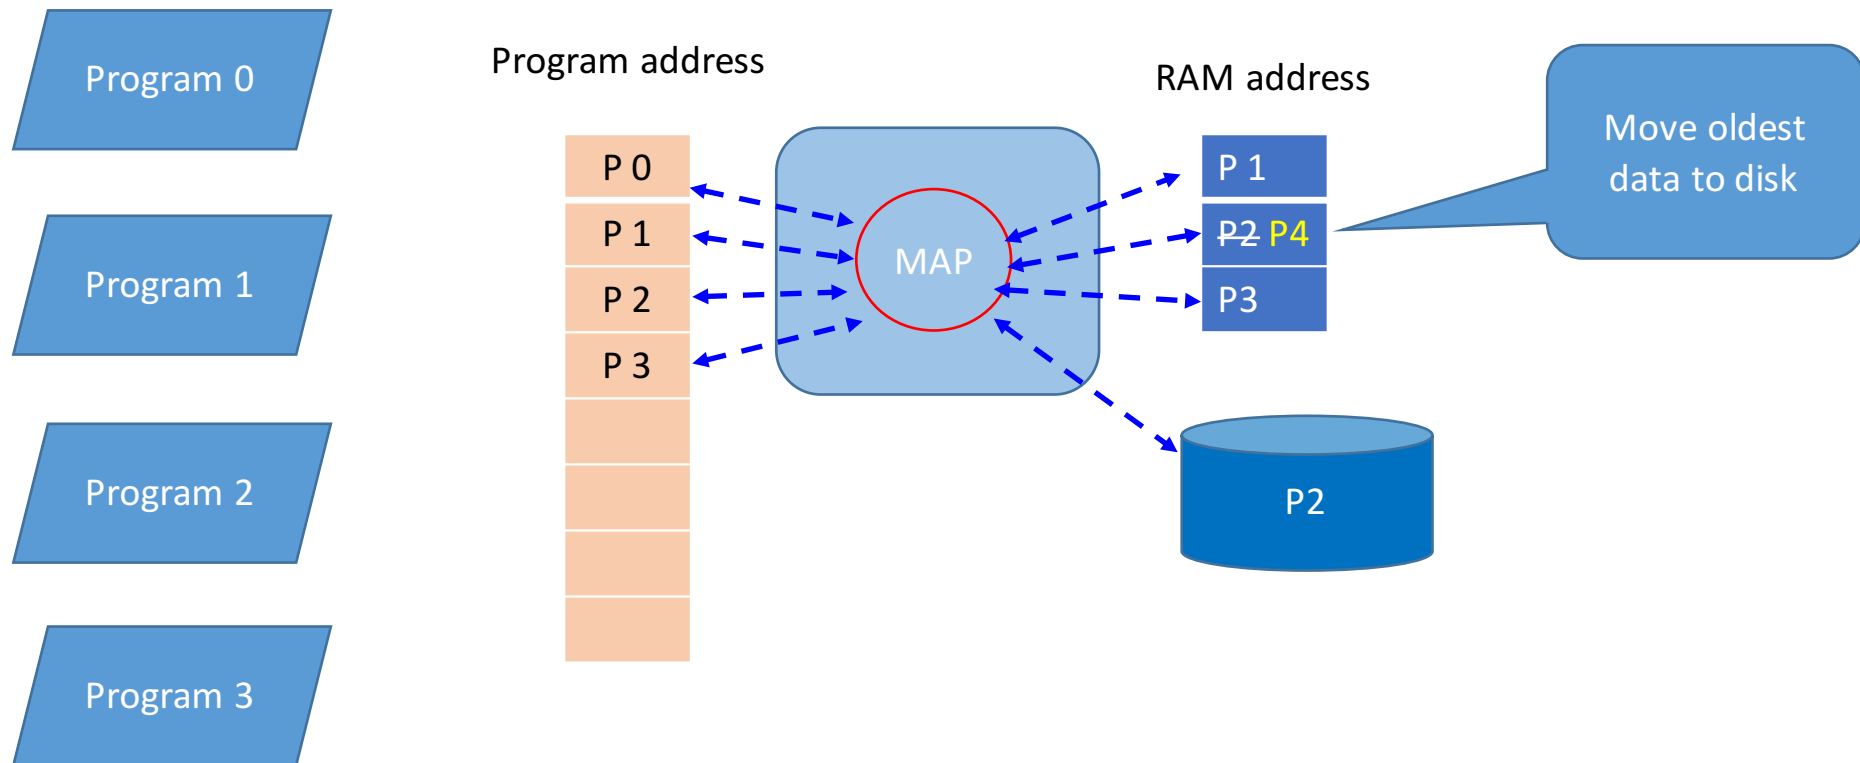 Program 0
Program 1
Program 2
Program 3
Program address
P 0
P 1
P 2
P 3
MAP
RAM address
P 1
P2 P4
P3
P2
Move oldest
data to disk